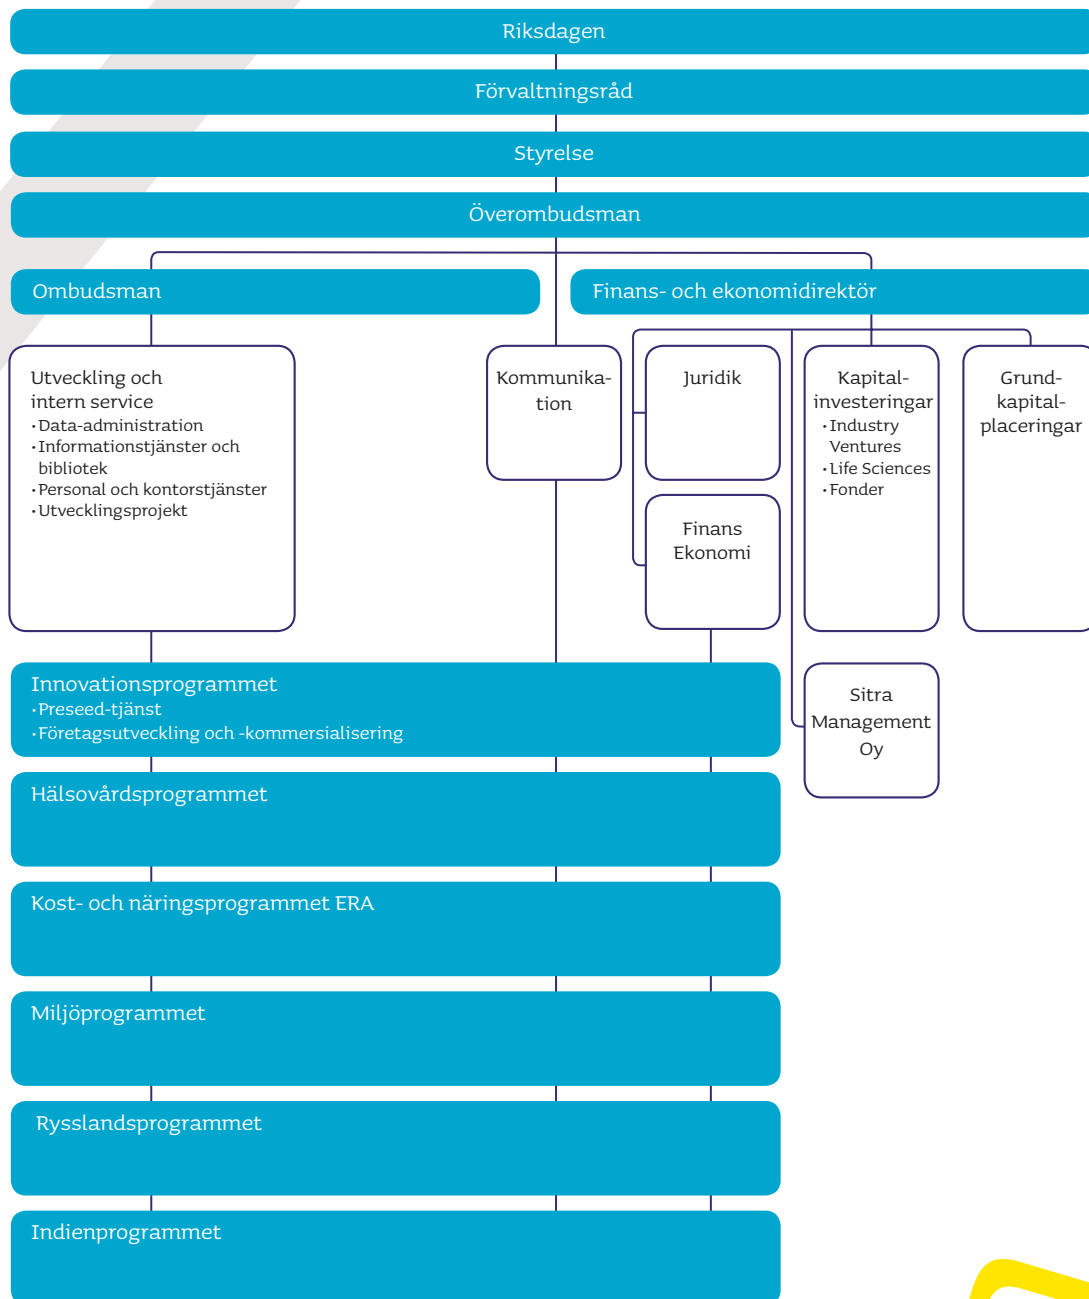 Riksdagen
Förvaltningsråd
Styrelse
Överombudsman
Ombudsman
Finans- och ekonomidirektör
Utveckling och
intern service
·Data-administration
·Informationstjänster och
bibliotek
·Personal och kontorstjänster
·Utvecklingsprojekt
Kommunika-
tion
Juridik
Finans
Ekonomi
Kapital-
investeringar
·Industry
Ventures
·Life Sciences
·Fonder
Grund-
kapital-
placeringar
Sitra
Management
Oy
Innovationsprogrammet
·Preseed-tjänst
·Företagsutveckling och -kommersialisering
Hälsovårdsprogrammet
Kost- och näringsprogrammet ERA
Miljöprogrammet
Rysslandsprogrammet
Indienprogrammet